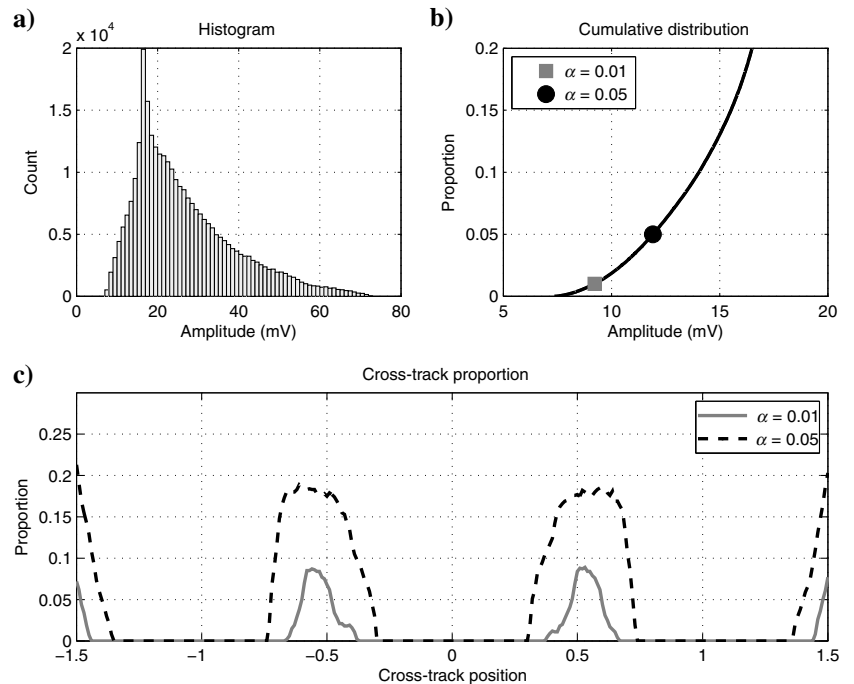 a)
Histogram
× 10⁴
2
1.5
1
0.5
0
Count
0
20
40
60
80
Amplitude (mV)
b)
Cumulative distribution
0.2
0.15
0.1
0.05
0
Proportion
α = 0.01
α = 0.05
5
10
15
20
Amplitude (mV)
c)
Cross-track proportion
0.25
0.2
0.15
0.1
0.05
0
Proportion
α = 0.01
α = 0.05
−1.5
−1
−0.5
0
0.5
1
1.5
Cross-track position